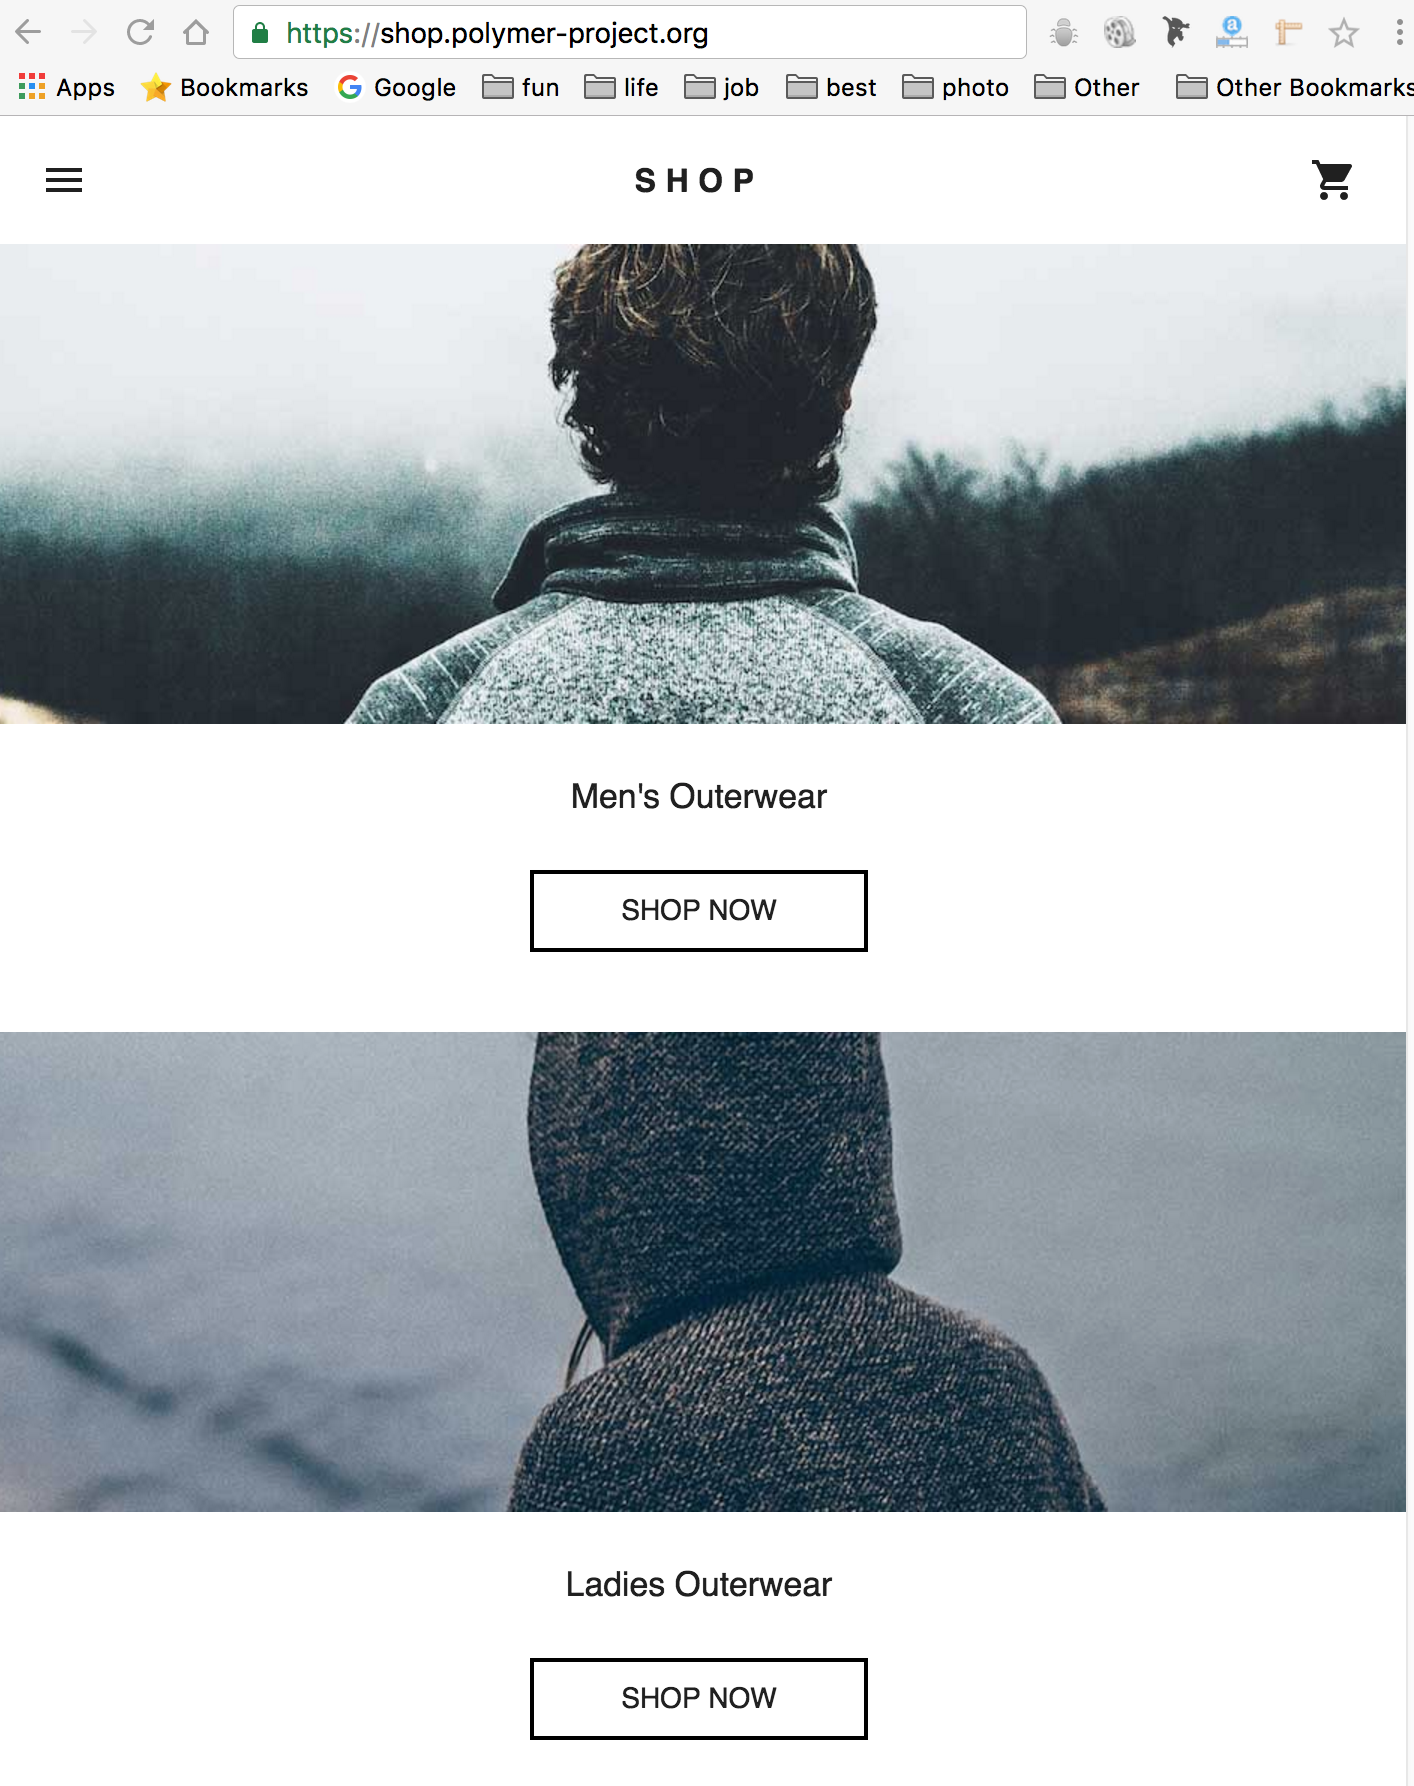 https://shop.polymer-project.org
Apps Bookmarks Google fun life job best photo Other Other Bookmarks
SHOP
Men's Outerwear
SHOP NOW
Ladies Outerwear
SHOP NOW